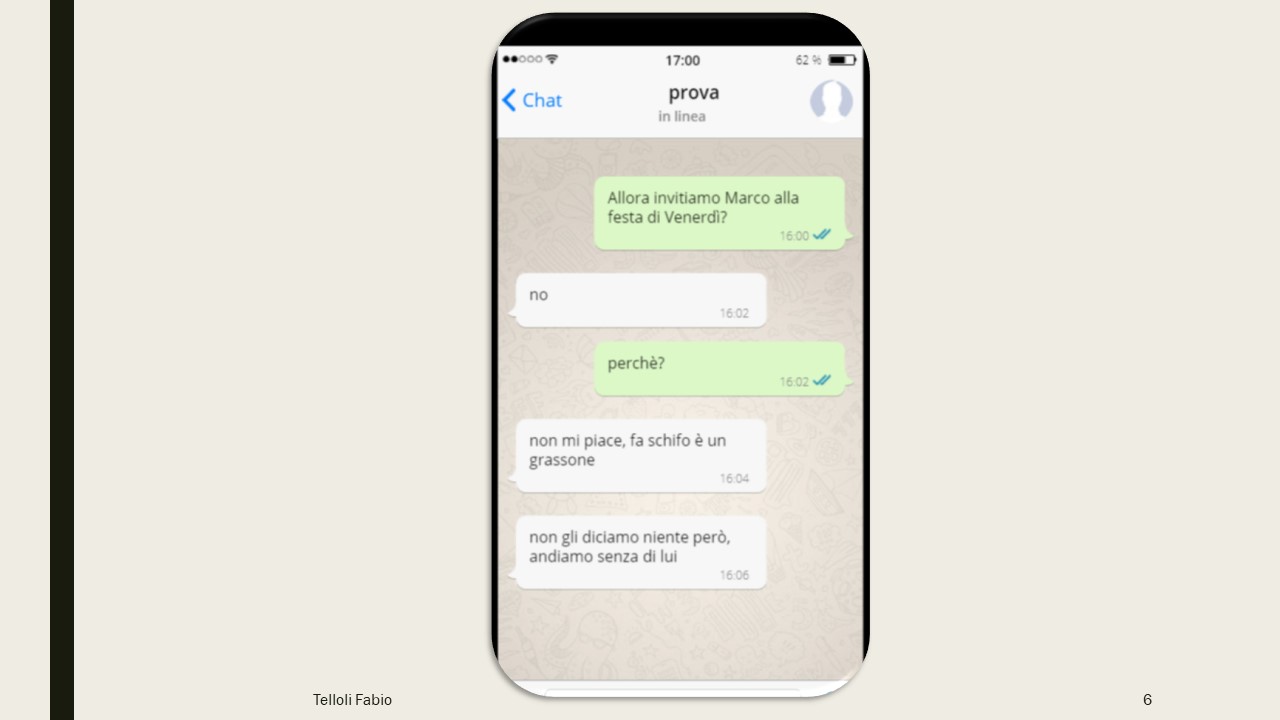 17:00
62 %
Chat
prova
in linea
Allora invitiamo Marco alla
festa di Venerdì?
16:00
no
16:02
perchè?
16:02
non mi piace, fa schifo è un
grassone
16:04
non gli diciamo niente però,
andiamo senza di lui
16:06
Telloli Fabio
6